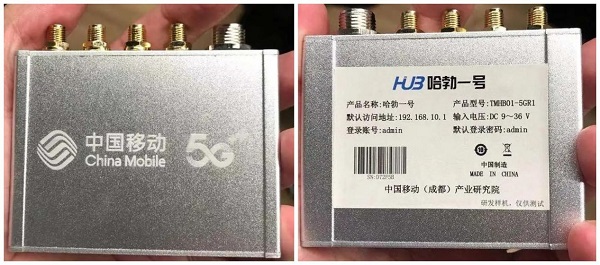 中国移动
China Mobile
5G
HUB 哈勃一号
产品名称:哈勃一号 产品型号:TMHB01-5GR1
默认访问地址:192.168.10.1 输入电压:DC 9～36 V
登录账号:admin 默认登录密码:admin
中国制造
MADE IN CHINA
中国移动（成都）产业研究院
研发样机，仅供测试